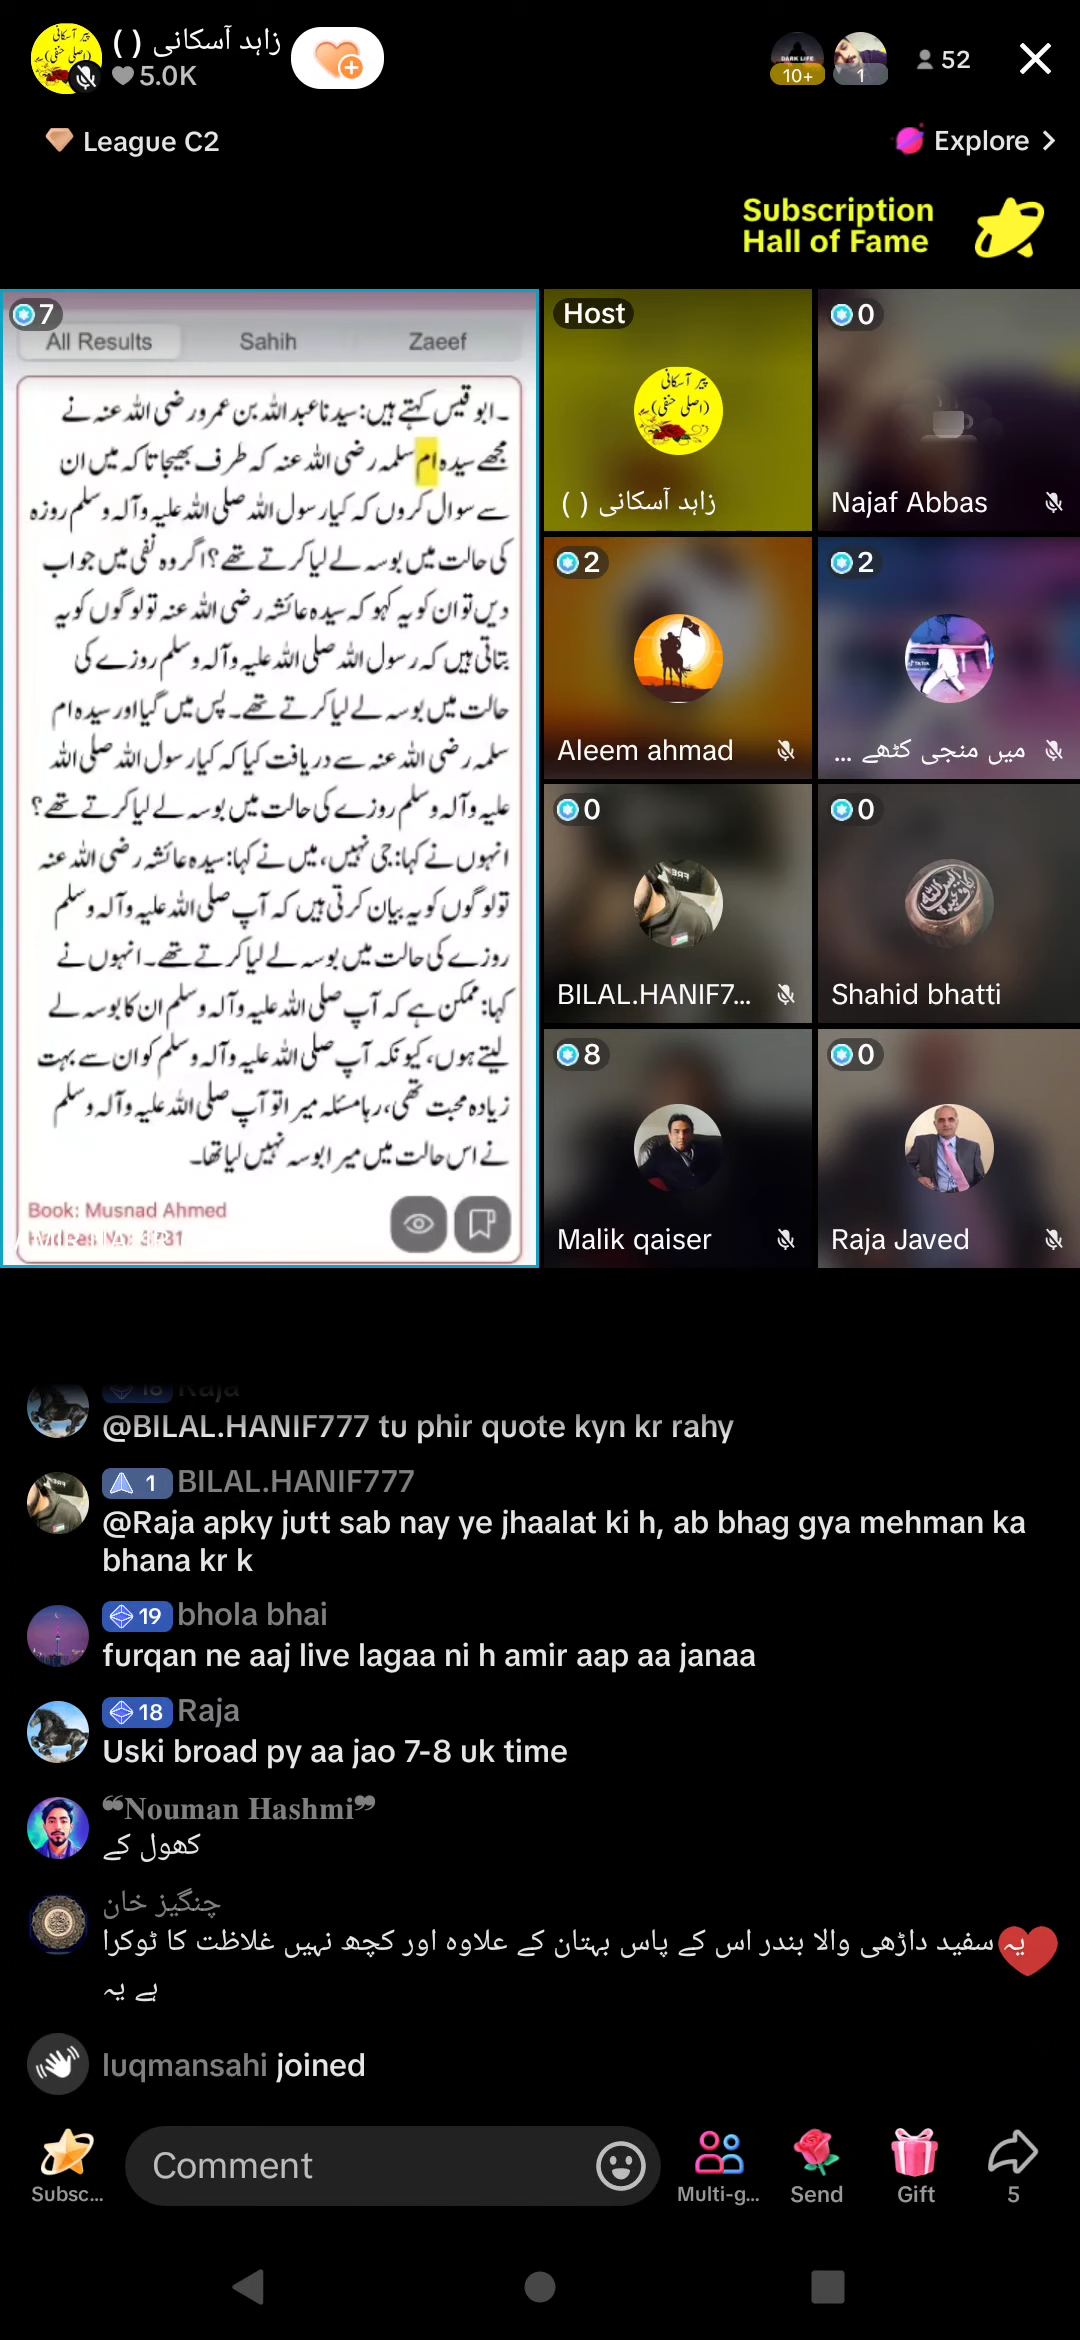 زاہد آسکانی ( )
5.0K
10+
1
52
League C2
Explore
Subscription
Hall of Fame
7
All Results
Sahih
Zaeef
۔ ابو قیس کہتے ہیں: سیدنا عبد اللہ بن عمرو رضی اللہ عنہ نے
مجھے سیدہ ام سلمہ رضی اللہ عنہ کہ طرف بھیجا تا کہ میں ان
سے سوال کروں کہ کیا رسول اللہ صلی اللہ علیہ وآلہ وسلم روزہ
کی حالت میں بوسہ لے لیا کرتے تھے؟ اگر وہ نفی میں جواب
دیں تو ان کو یہ کہو کہ سیدہ عائشہ رضی اللہ عنہ تو لوگوں کو یہ
بتاتی ہیں کہ رسول اللہ صلی اللہ علیہ وآلہ وسلم روزے کی
حالت میں بوسہ لے لیا کرتے تھے۔ پس میں گیا اور سیدہ ام
سلمہ رضی اللہ عنہ سے دریافت کیا کہ کیا رسول اللہ صلی اللہ
علیہ وآلہ وسلم روزے کی حالت میں بوسہ لے لیا کرتے تھے؟
انہوں نے کہا: جی نہیں، میں نے کہا: سیدہ عائشہ رضی اللہ عنہ
تو لوگوں کو یہ بیان کرتی ہیں کہ آپ صلی اللہ علیہ وآلہ وسلم
روزے کی حالت میں بوسہ لے لیا کرتے تھے۔ انہوں نے
کہا: ممکن ہے کہ آپ صلی اللہ علیہ وآلہ وسلم ان کا بوسہ لے
لیتے ہوں، کیونکہ آپ صلی اللہ علیہ وآلہ وسلم کو ان سے بہت
زیادہ محبت تھی، رہا مسئلہ میرا تو آپ صلی اللہ علیہ وآلہ وسلم
نے اس حالت میں میرا بوسہ نہیں لیا تھا۔
Book: Musnad Ahmed
Host
پیر آسکانی
(اصلی حنفی)
زاہد آسکانی ( )
0
Najaf Abbas
2
Aleem ahmad
2
میں منجی کٹھے ...
0
BILAL.HANIF7...
0
Shahid bhatti
8
Malik qaiser
0
Raja Javed
18 Raja
@BILAL.HANIF777 tu phir quote kyn kr rahy
1 BILAL.HANIF777
@Raja apky jutt sab nay ye jhaalat ki h, ab bhag gya mehman ka
bhana kr k
19 bhola bhai
furqan ne aaj live lagaa ni h amir aap aa janaa
18 Raja
Uski broad py aa jao 7-8 uk time
❝Nouman Hashmi❞
کھول کے
چنگیز خان
یہ سفید داڑھی والا بندر اس کے پاس بہتان کے علاوہ اور کچھ نہیں غلاظت کا ٹوکرا
ہے یہ
luqmansahi joined
Subsc...
Comment
Multi-g...
Send
Gift
5